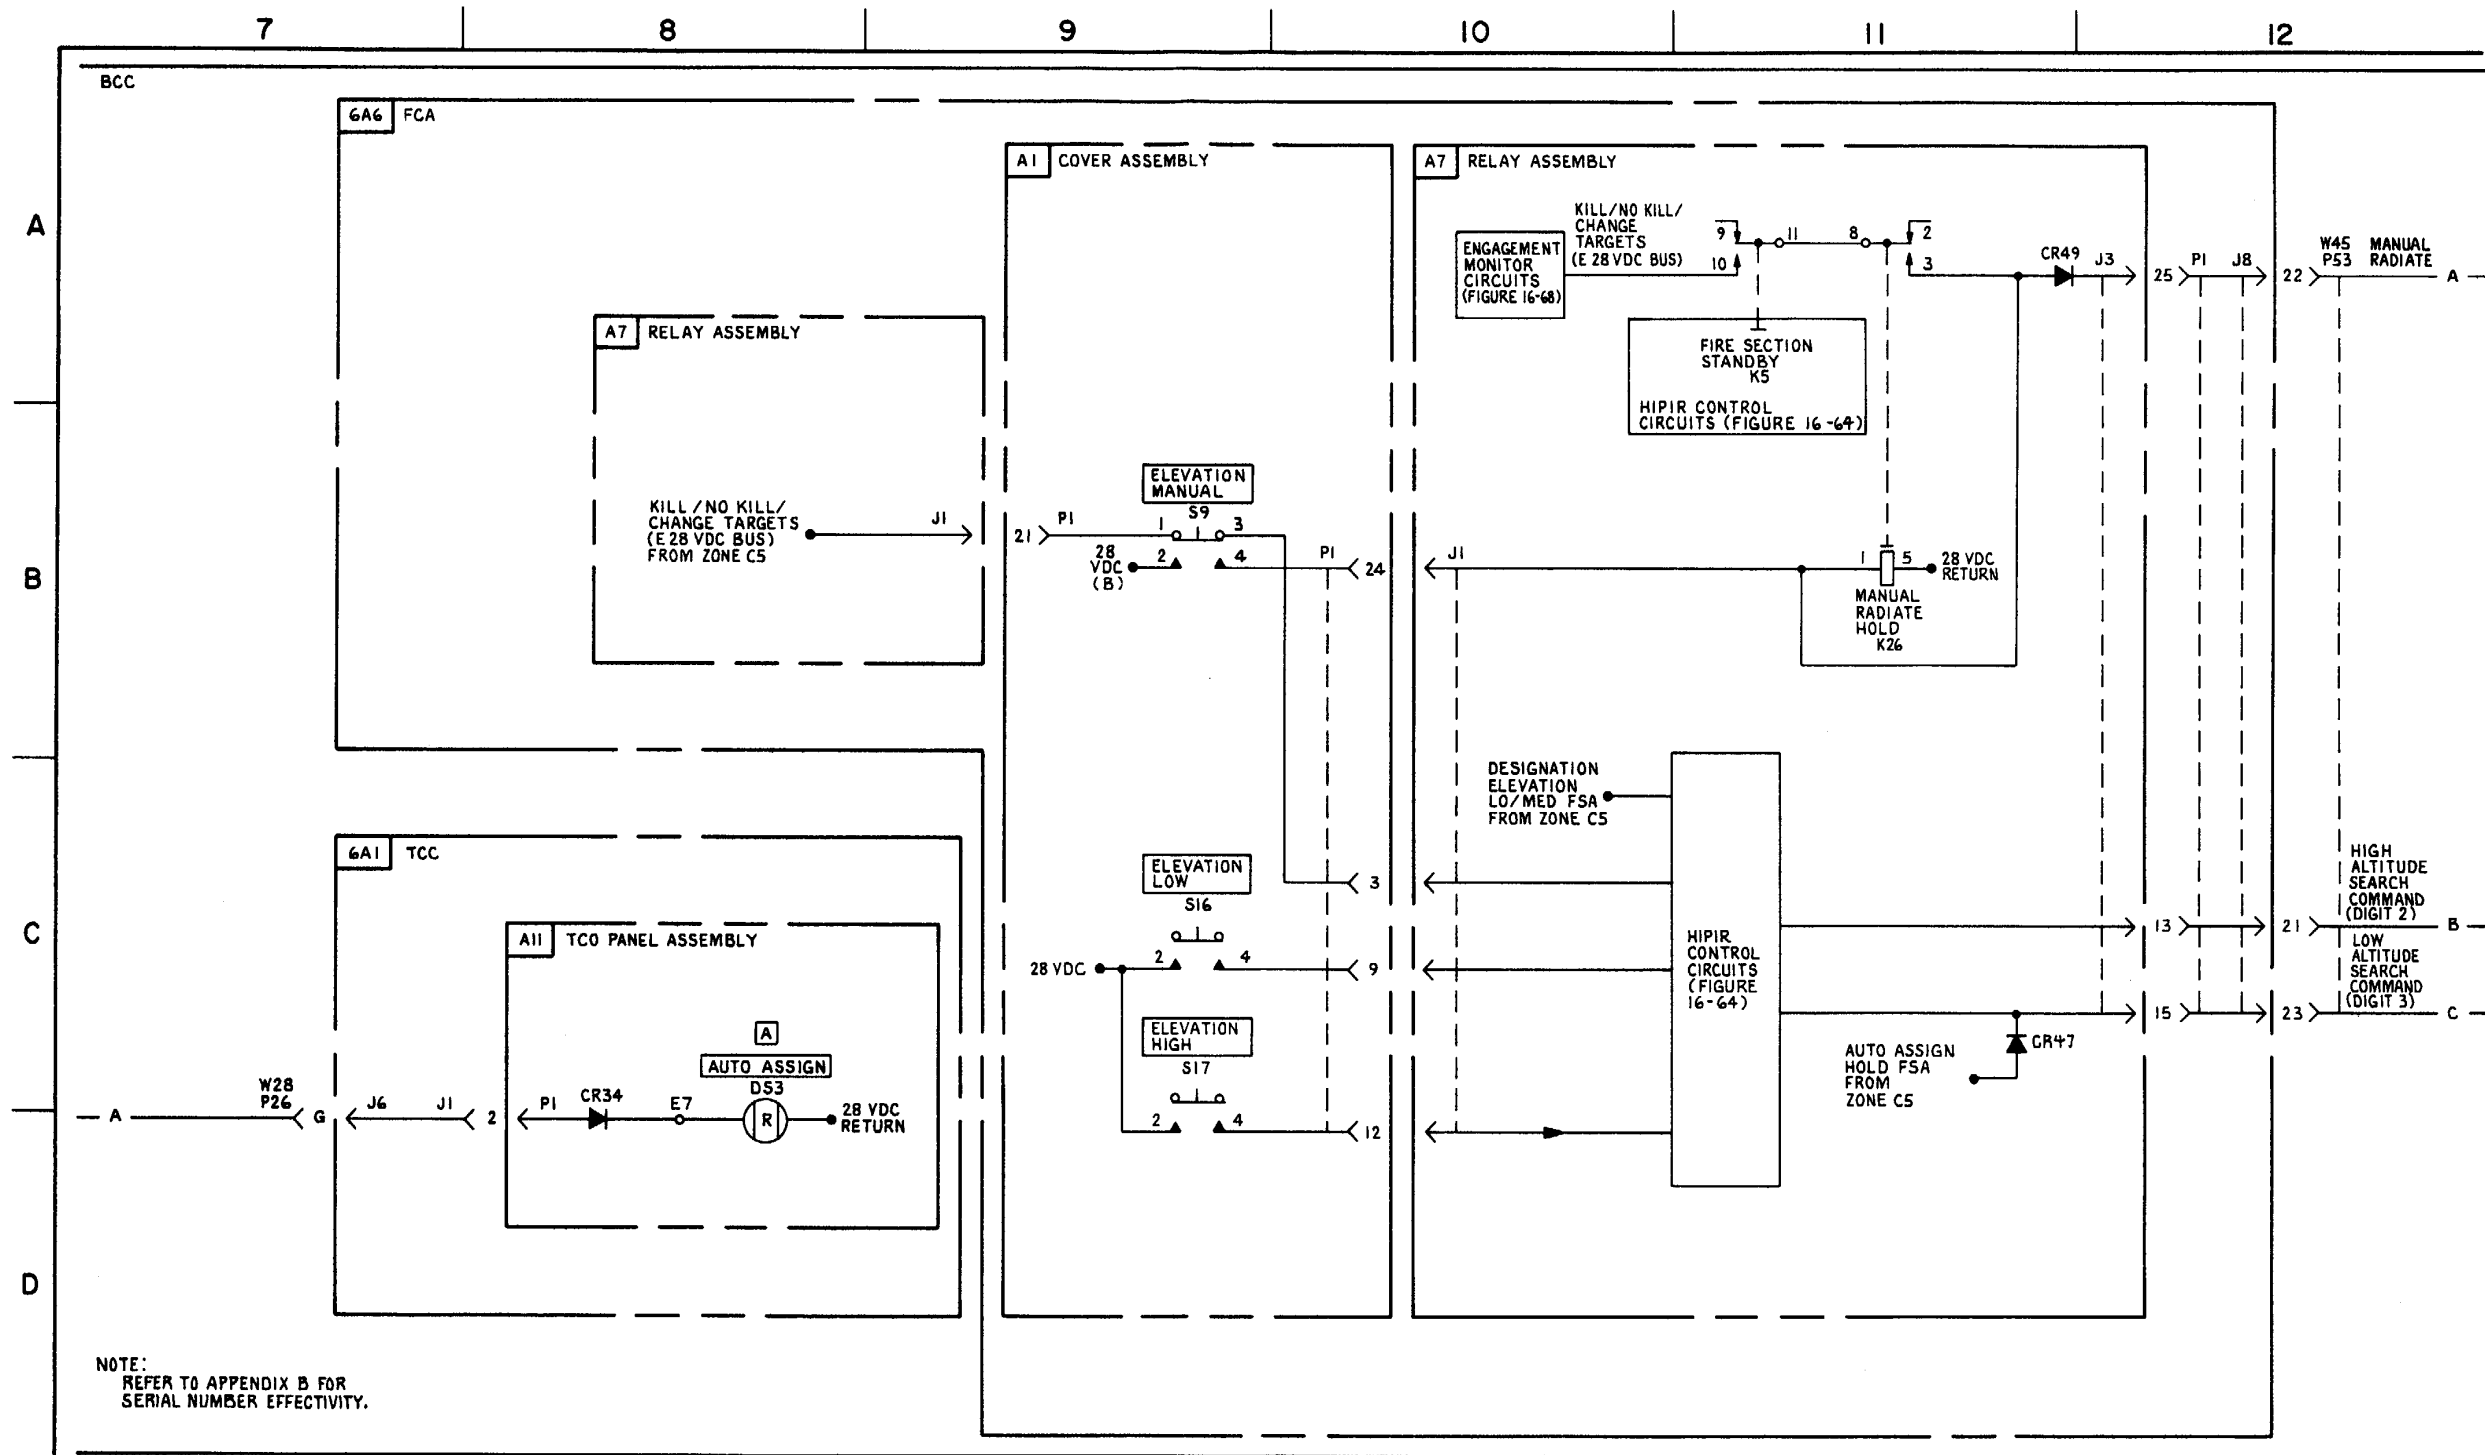 7 8 9 10 11 12
A
B
C
D
BCC
6A6 FCA
A1 COVER ASSEMBLY
A7 RELAY ASSEMBLY
KILL/NO KILL/
CHANGE
TARGETS
(E 28 VDC BUS)
ENGAGEMENT
MONITOR
CIRCUITS
(FIGURE 16-68)
9 11 8 2
10 3
CR49 J3
25 P1 J8 22
W45 MANUAL
P53 RADIATE
A
FIRE SECTION
STANDBY
K5
HIPIR CONTROL
CIRCUITS (FIGURE 16-64)
A7 RELAY ASSEMBLY
KILL/NO KILL/
CHANGE TARGETS
(E 28 VDC BUS)
FROM ZONE C5
J1
21 P1
ELEVATION
MANUAL
S9
1 3
28
VDC
(B)
2 4
P1 24
J1
1 5 28 VDC
RETURN
MANUAL
RADIATE
HOLD
K26
DESIGNATION
ELEVATION
LO/MED FSA
FROM ZONE C5
6A1 TCC
A11 TCO PANEL ASSEMBLY
A
AUTO ASSIGN
DS3
R
28 VDC
RETURN
A
W28
P26
G J6 J1 2 P1 CR34 E7
3
ELEVATION
LOW
S16
28 VDC
2 4 9
ELEVATION
HIGH
S17
2 4 12
HIPIR
CONTROL
CIRCUITS
(FIGURE
16-64)
HIGH
ALTITUDE
SEARCH
COMMAND
(DIGIT 2)
13 21 B
LOW
ALTITUDE
SEARCH
COMMAND
(DIGIT 3)
15 23 C
CR47
AUTO ASSIGN
HOLD FSA
FROM
ZONE C5
NOTE:
REFER TO APPENDIX B FOR
SERIAL NUMBER EFFECTIVITY.